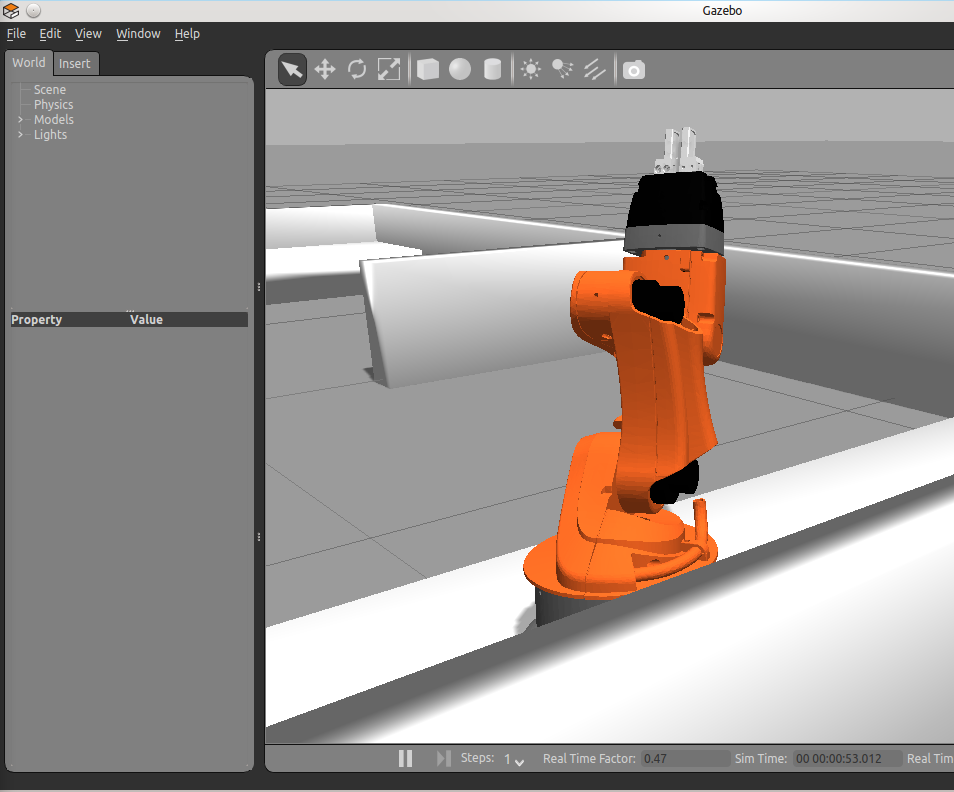 Gazebo
File Edit View Window Help
World Insert
Scene
Physics
Models
Lights
Property Value
Steps: 1 Real Time Factor: 0.47 Sim Time: 00 00:00:53.012 Real Tim